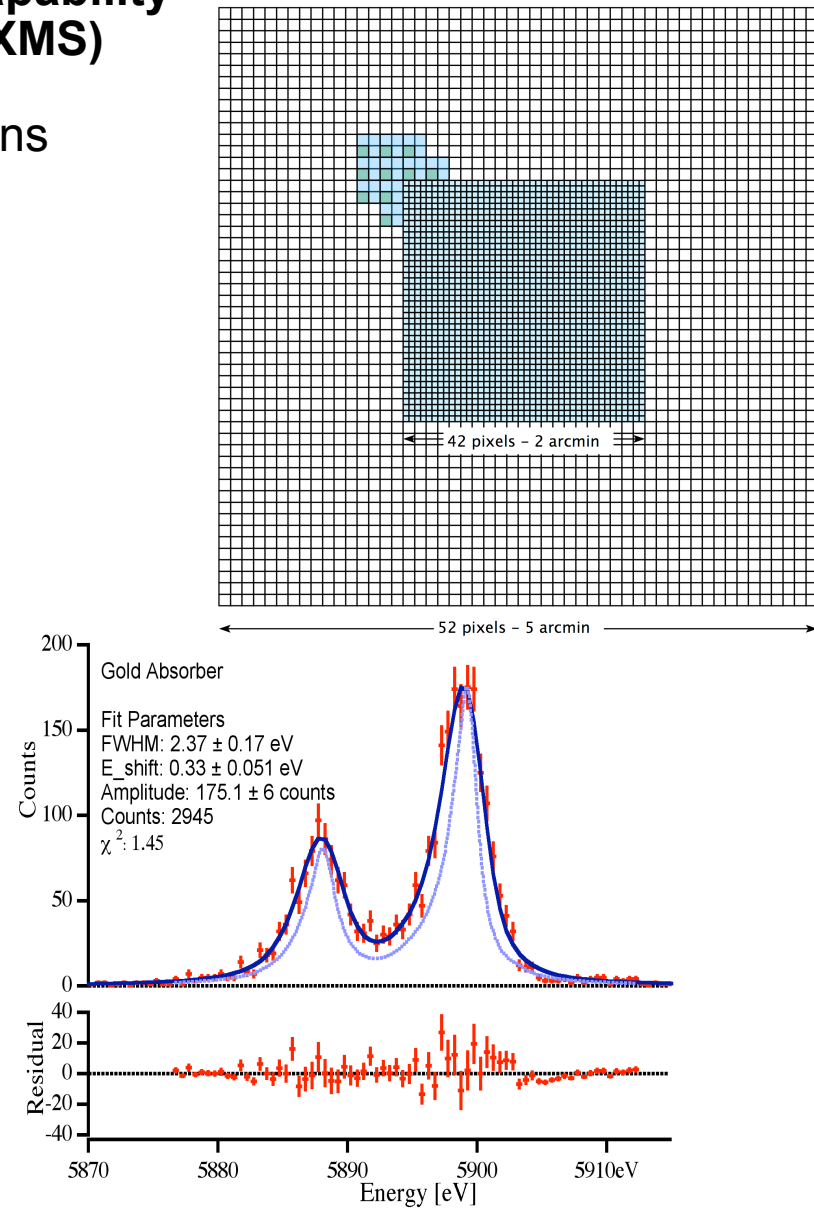 XMS)
ns
42 pixels – 2 arcmin
52 pixels – 5 arcmin
200
150
100
50
0
Counts
Gold Absorber
Fit Parameters
FWHM: 2.37 ± 0.17 eV
E_shift: 0.33 ± 0.051 eV
Amplitude: 175.1 ± 6 counts
Counts: 2945
χ ²: 1.45
40
20
0
-20
-40
Residual
5870 5880 5890 5900 5910eV
Energy [eV]